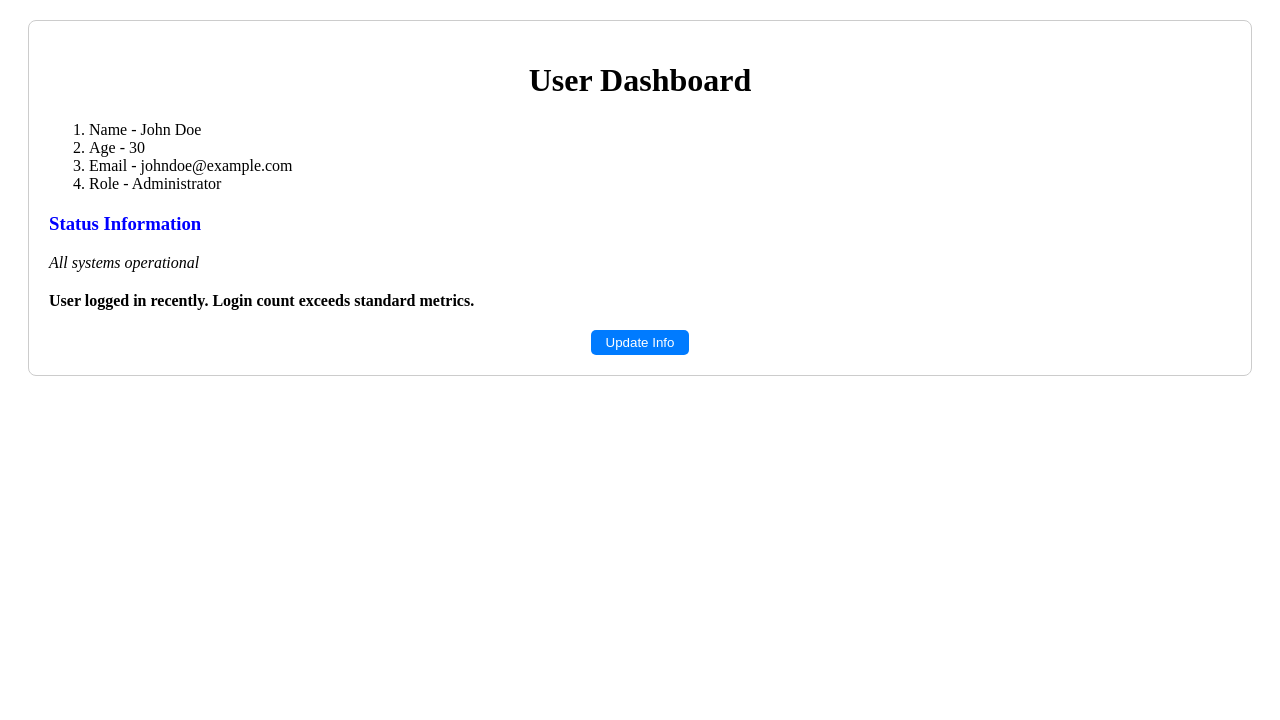 User Dashboard
1. Name - John Doe
2. Age - 30
3. Email - johndoe@example.com
4. Role - Administrator
Status Information
All systems operational
User logged in recently. Login count exceeds standard metrics.
Update Info